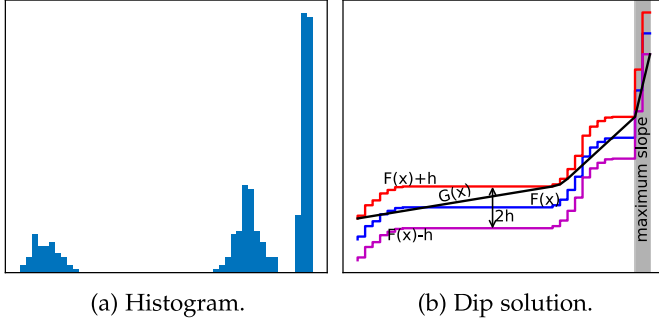 F(x)+h
G(x)
F(x)
2h
F(x)-h
maximum slope
(a) Histogram.
(b) Dip solution.